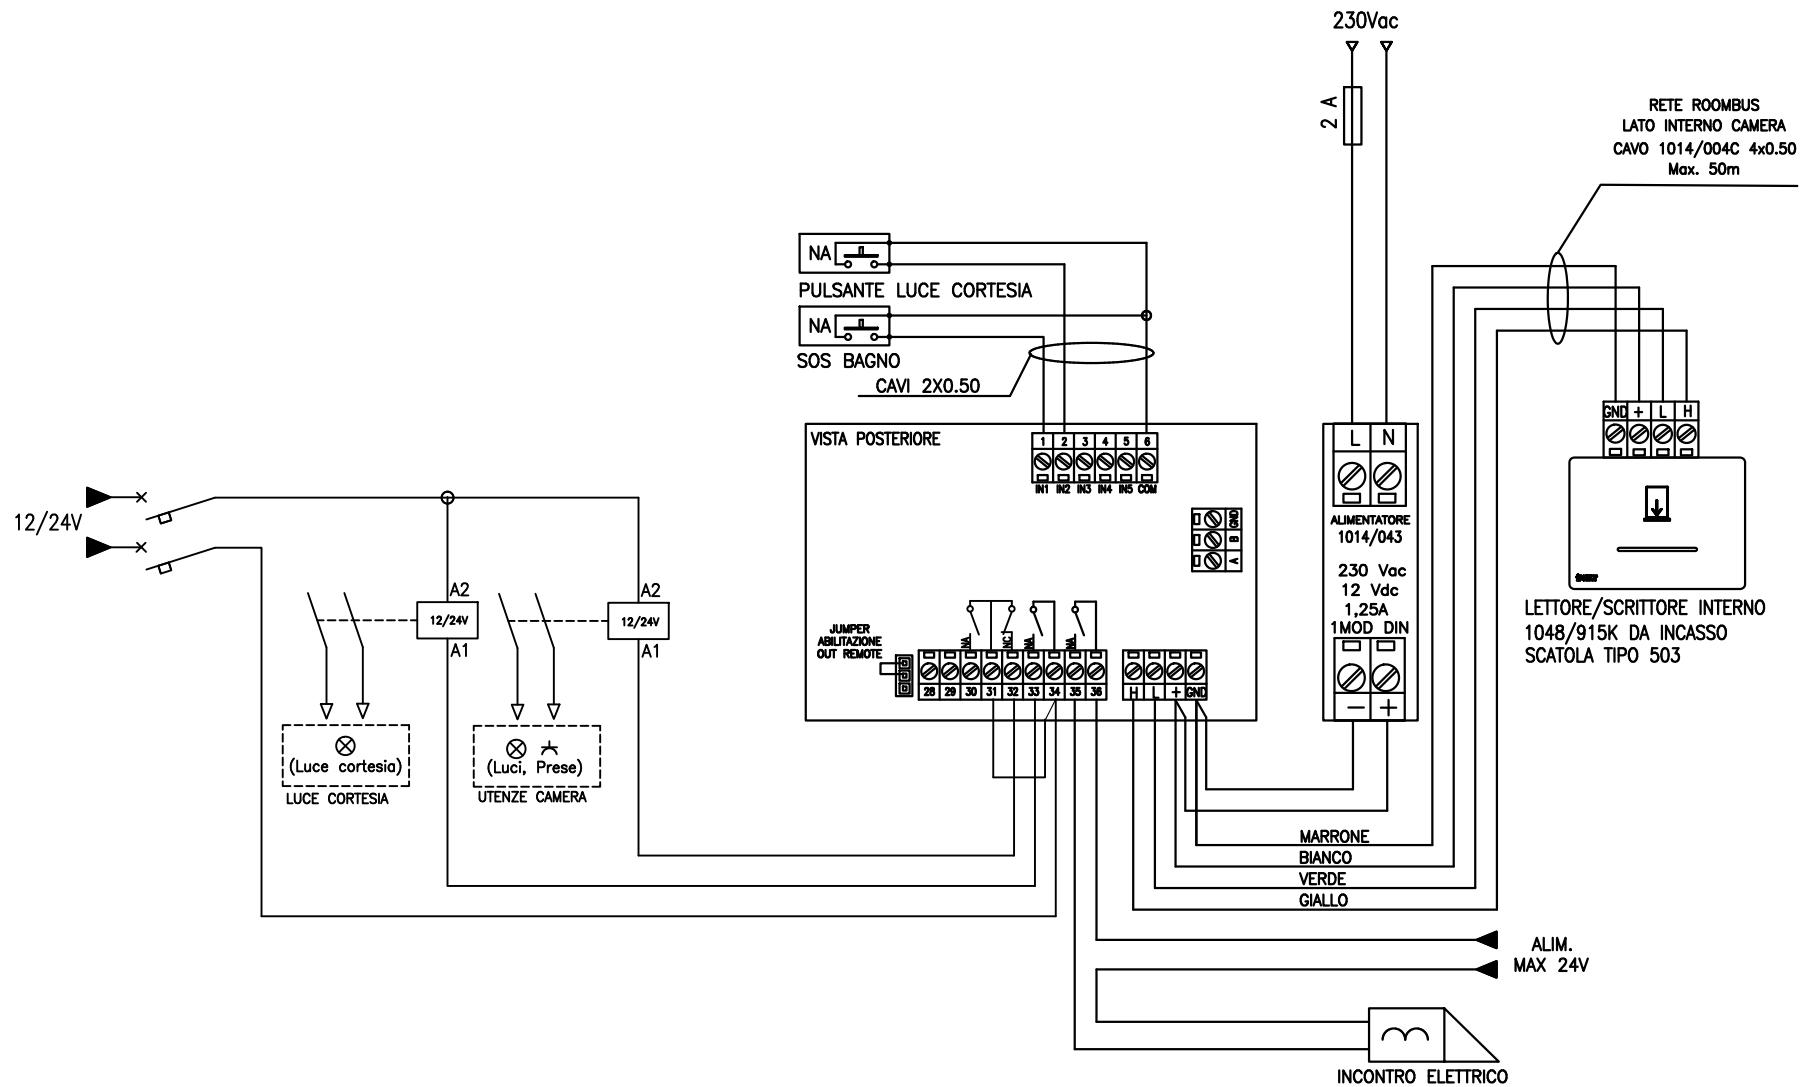 230Vac
2 A
RETE ROOMBUS
LATO INTERNO CAMERA
CAVO 1014/004C 4x0.50
Max. 50m
NA
PULSANTE LUCE CORTESIA
NA
SOS BAGNO
CAVI 2X0.50
VISTA POSTERIORE
1 2 3 4 5 6
IN1 IN2 IN3 IN4 IN5 COM
GND
B
A
L N
ALIMENTATORE
1014/043
230 Vac
12 Vdc
1,25A
1MOD DIN
− +
GND + L H
LETTORE/SCRITTORE INTERNO
1048/915K DA INCASSO
SCATOLA TIPO 503
12/24V
A2
12/24V
A1
A2
12/24V
A1
(Luce cortesia)
LUCE CORTESIA
(Luci, Prese)
UTENZE CAMERA
JUMPER
ABILITAZIONE
OUT REMOTE
NA NC NA NA
28 29 30 31 32 33 34 35 36
H L + GND
MARRONE
BIANCO
VERDE
GIALLO
ALIM.
MAX 24V
INCONTRO ELETTRICO